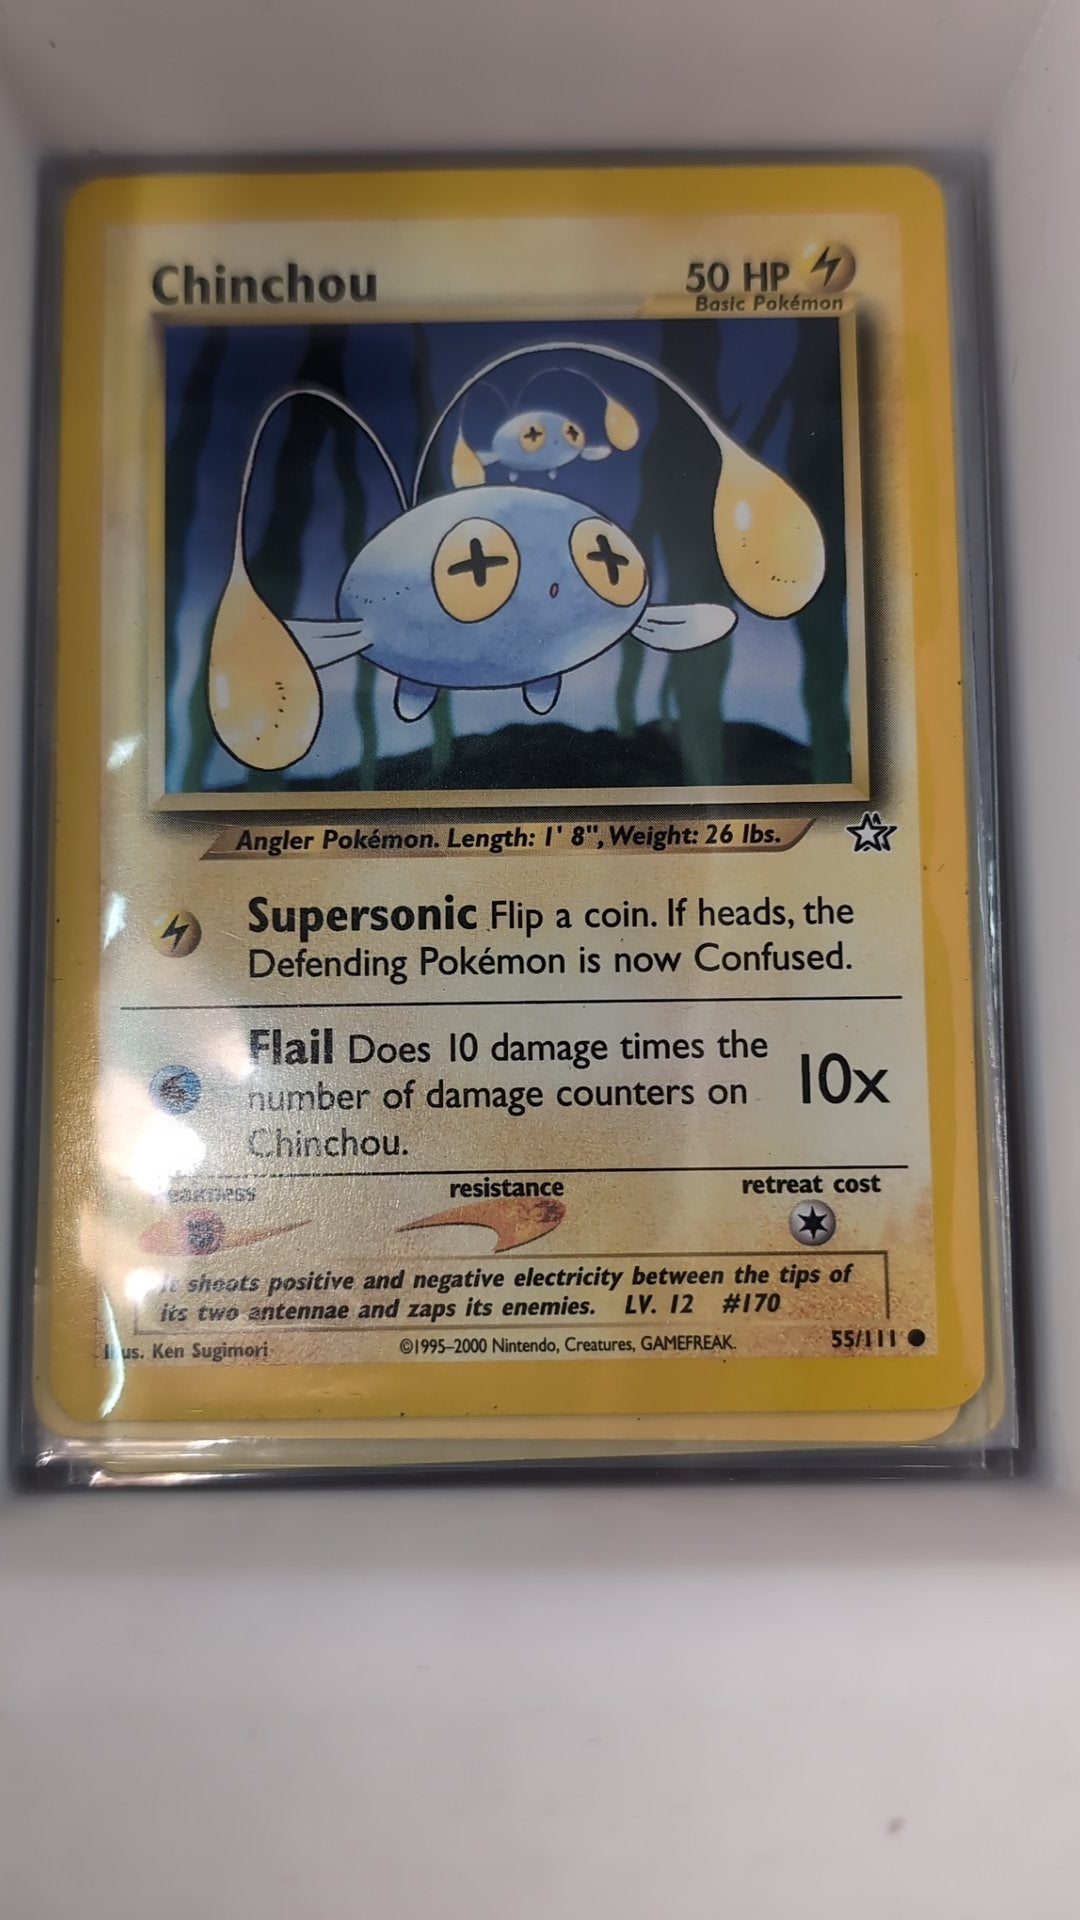 Chinchou
50 HP
Basic Pokémon
Angler Pokémon. Length: 1' 8", Weight: 26 lbs.
Supersonic Flip a coin. If heads, the
Defending Pokémon is now Confused.
Flail Does 10 damage times the
number of damage counters on
Chinchou.
10x
weakness
resistance
retreat cost
It shoots positive and negative electricity between the tips of
its two antennae and zaps its enemies. LV. 12 #170
Illus. Ken Sugimori
©1995–2000 Nintendo, Creatures, GAMEFREAK.
55/111